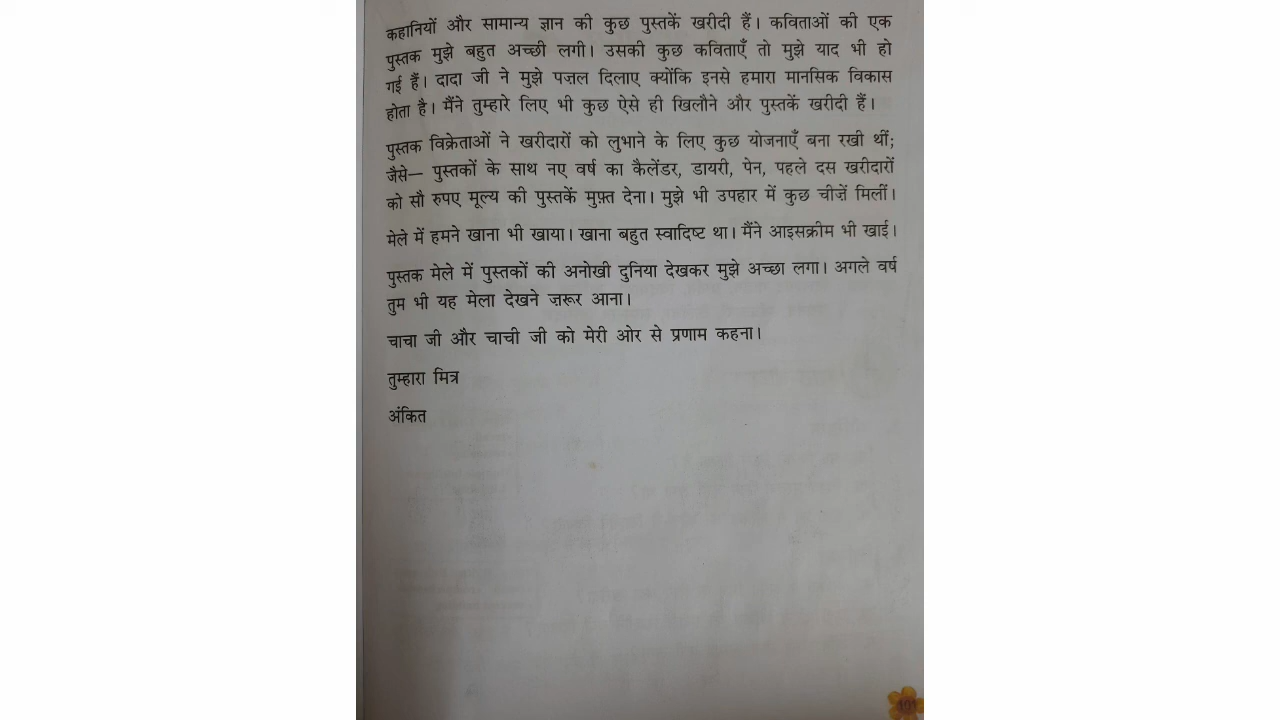 कहानियों और सामान्य ज्ञान की कुछ पुस्तकें खरीदी हैं। कविताओं की एक
पुस्तक मुझे बहुत अच्छी लगी। उसकी कुछ कविताएँ तो मुझे याद भी हो
गई हैं। दादा जी ने मुझे पज़ल दिलाए क्योंकि इनसे हमारा मानसिक विकास
होता है। मैंने तुम्हारे लिए भी कुछ ऐसे ही खिलौने और पुस्तकें खरीदी हैं।
पुस्तक विक्रेताओं ने खरीदारों को लुभाने के लिए कुछ योजनाएँ बना रखी थीं;
जैसे— पुस्तकों के साथ नए वर्ष का कैलेंडर, डायरी, पेन, पहले दस खरीदारों
को सौ रुपए मूल्य की पुस्तकें मुफ़्त देना। मुझे भी उपहार में कुछ चीज़ें मिलीं।
मेले में हमने खाना भी खाया। खाना बहुत स्वादिष्ट था। मैंने आइसक्रीम भी खाई।
पुस्तक मेले में पुस्तकों की अनोखी दुनिया देखकर मुझे अच्छा लगा। अगले वर्ष
तुम भी यह मेला देखने ज़रूर आना।
चाचा जी और चाची जी को मेरी ओर से प्रणाम कहना।
तुम्हारा मित्र
अंकित
101